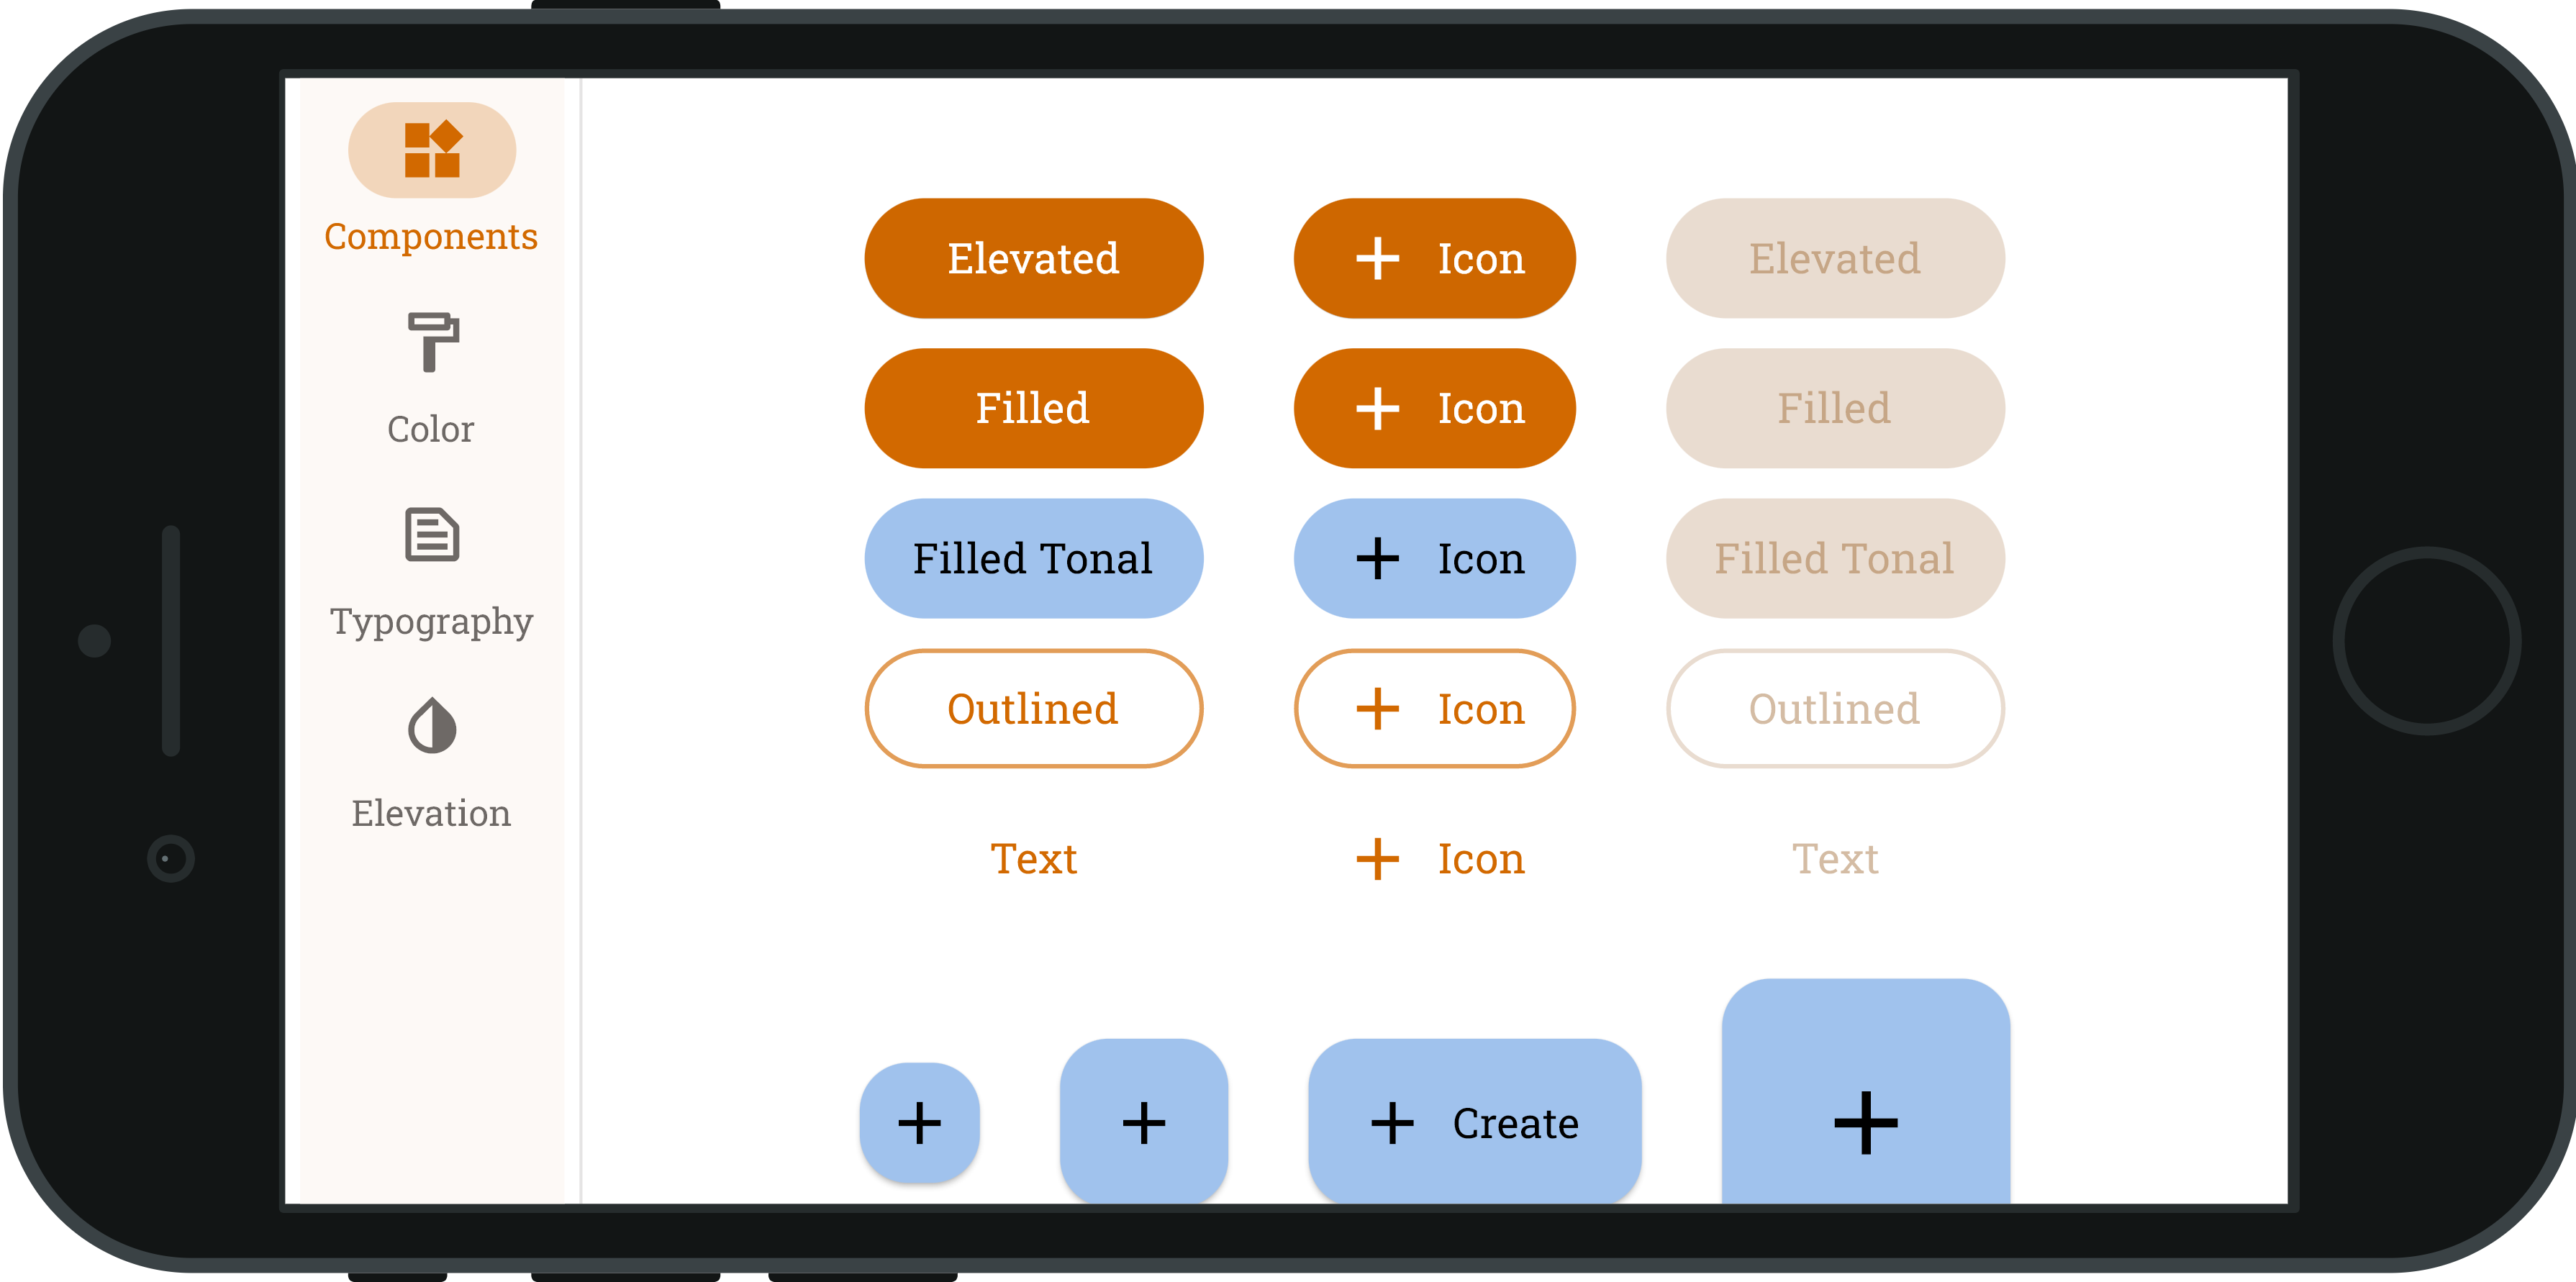 Components
Color
Typography
Elevation
Elevated
Icon
Elevated
Filled
Icon
Filled
Filled Tonal
Icon
Filled Tonal
Outlined
Icon
Outlined
Text
Icon
Text
Create